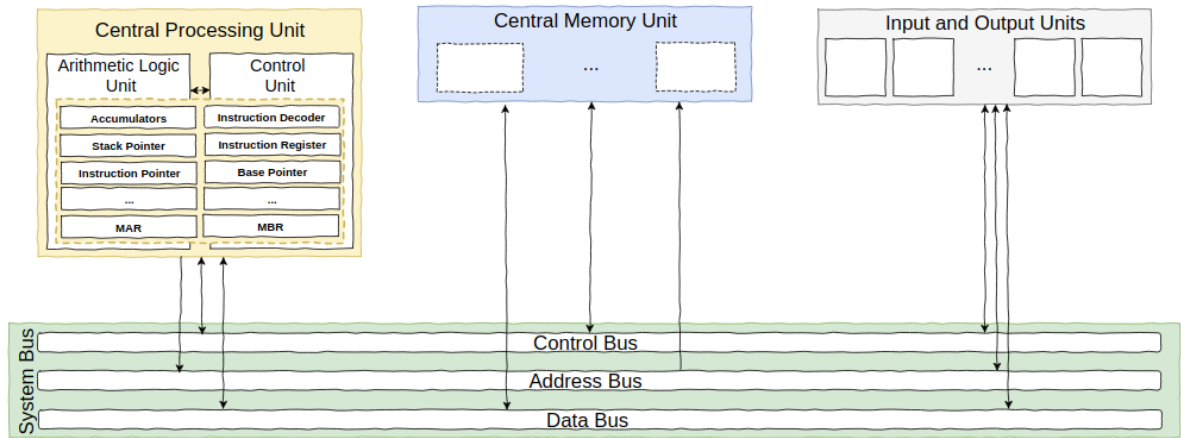 Central Processing Unit
Arithmetic Logic
Unit
Control
Unit
Accumulators
Instruction Decoder
Stack Pointer
Instruction Register
Instruction Pointer
Base Pointer
...
...
MAR
MBR
Central Memory Unit
...
Input and Output Units
...
System Bus
Control Bus
Address Bus
Data Bus